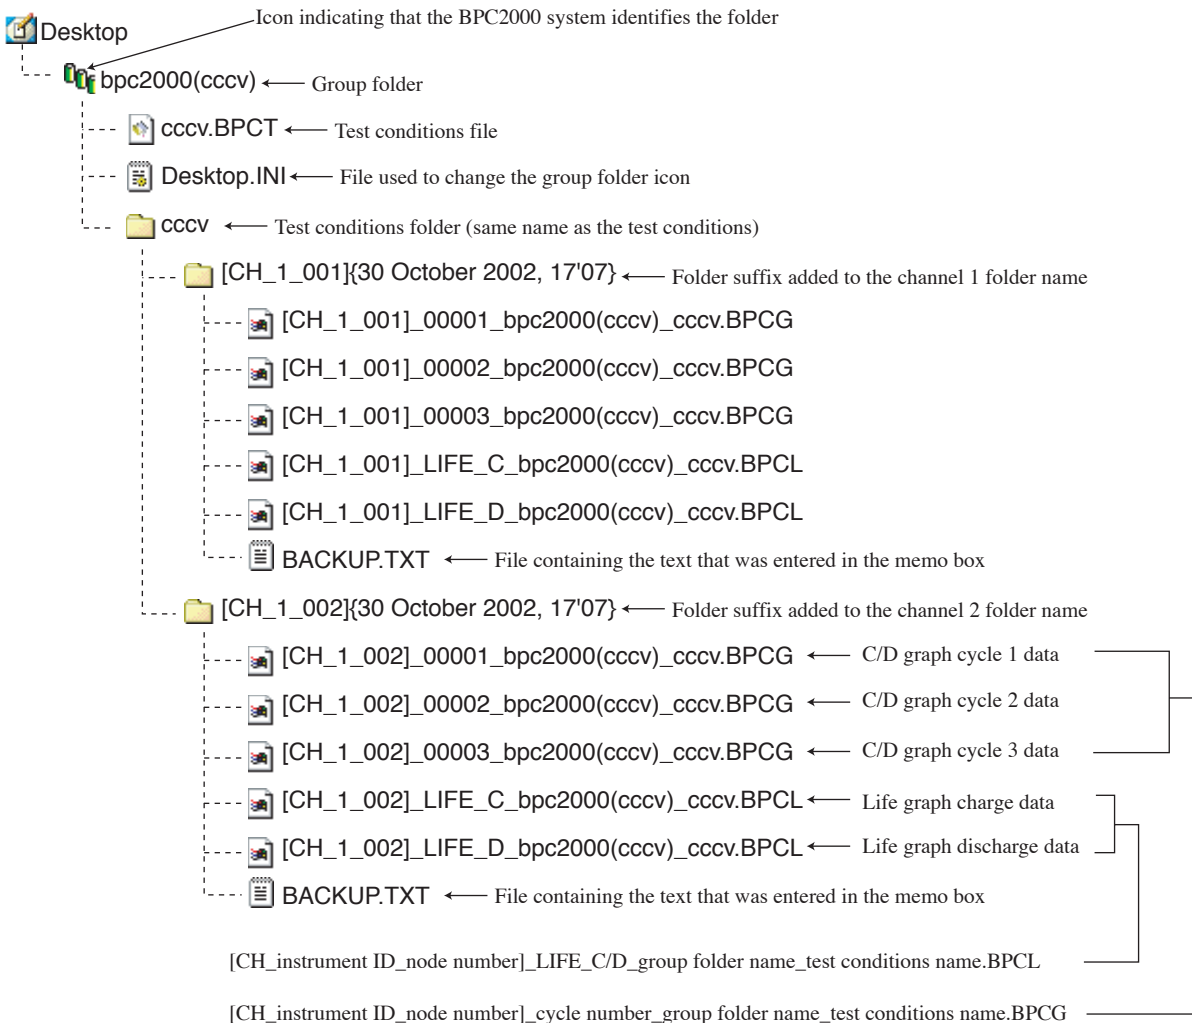 Icon indicating that the BPC2000 system identifies the folder
Desktop
bpc2000(cccv) Group folder
cccv.BPCT Test conditions file
Desktop.INI File used to change the group folder icon
cccv Test conditions folder (same name as the test conditions)
[CH_1_001]{30 October 2002, 17'07} Folder suffix added to the channel 1 folder name
[CH_1_001]_00001_bpc2000(cccv)_cccv.BPCG
[CH_1_001]_00002_bpc2000(cccv)_cccv.BPCG
[CH_1_001]_00003_bpc2000(cccv)_cccv.BPCG
[CH_1_001]_LIFE_C_bpc2000(cccv)_cccv.BPCL
[CH_1_001]_LIFE_D_bpc2000(cccv)_cccv.BPCL
BACKUP.TXT File containing the text that was entered in the memo box
[CH_1_002]{30 October 2002, 17'07} Folder suffix added to the channel 2 folder name
[CH_1_002]_00001_bpc2000(cccv)_cccv.BPCG C/D graph cycle 1 data
[CH_1_002]_00002_bpc2000(cccv)_cccv.BPCG C/D graph cycle 2 data
[CH_1_002]_00003_bpc2000(cccv)_cccv.BPCG C/D graph cycle 3 data
[CH_1_002]_LIFE_C_bpc2000(cccv)_cccv.BPCL Life graph charge data
[CH_1_002]_LIFE_D_bpc2000(cccv)_cccv.BPCL Life graph discharge data
BACKUP.TXT File containing the text that was entered in the memo box
[CH_instrument ID_node number]_LIFE_C/D_group folder name_test conditions name.BPCL
[CH_instrument ID_node number]_cycle number_group folder name_test conditions name.BPCG